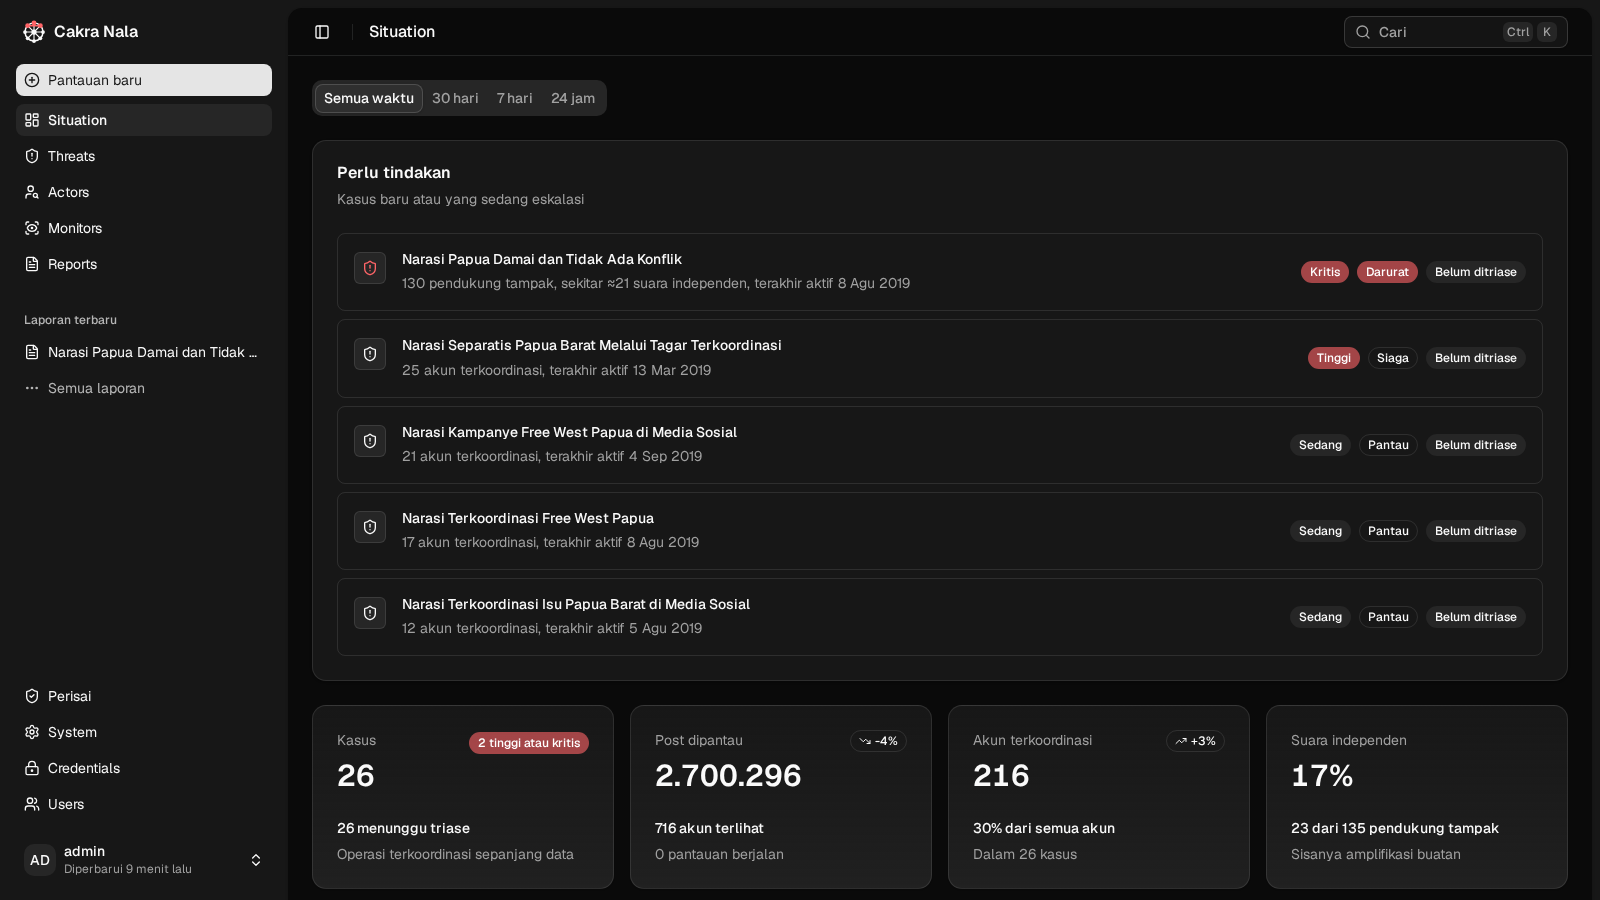 Cakra Nala
Pantauan baru
Situation
Threats
Actors
Monitors
Reports
Laporan terbaru
Narasi Papua Damai dan Tidak ...
Semua laporan
Perisai
System
Credentials
Users
AD
admin
Diperbarui 9 menit lalu
Situation
Cari
Ctrl K
Semua waktu 30 hari 7 hari 24 jam
Perlu tindakan
Kasus baru atau yang sedang eskalasi
Narasi Papua Damai dan Tidak Ada Konflik
130 pendukung tampak, sekitar ≈21 suara independen, terakhir aktif 8 Agu 2019
Kritis Darurat Belum ditriase
Narasi Separatis Papua Barat Melalui Tagar Terkoordinasi
25 akun terkoordinasi, terakhir aktif 13 Mar 2019
Tinggi Siaga Belum ditriase
Narasi Kampanye Free West Papua di Media Sosial
21 akun terkoordinasi, terakhir aktif 4 Sep 2019
Sedang Pantau Belum ditriase
Narasi Terkoordinasi Free West Papua
17 akun terkoordinasi, terakhir aktif 8 Agu 2019
Sedang Pantau Belum ditriase
Narasi Terkoordinasi Isu Papua Barat di Media Sosial
12 akun terkoordinasi, terakhir aktif 5 Agu 2019
Sedang Pantau Belum ditriase
Kasus
2 tinggi atau kritis
26
26 menunggu triase
Operasi terkoordinasi sepanjang data
Post dipantau
-4%
2.700.296
716 akun terlihat
0 pantauan berjalan
Akun terkoordinasi
+3%
216
30% dari semua akun
Dalam 26 kasus
Suara independen
17%
23 dari 135 pendukung tampak
Sisanya amplifikasi buatan